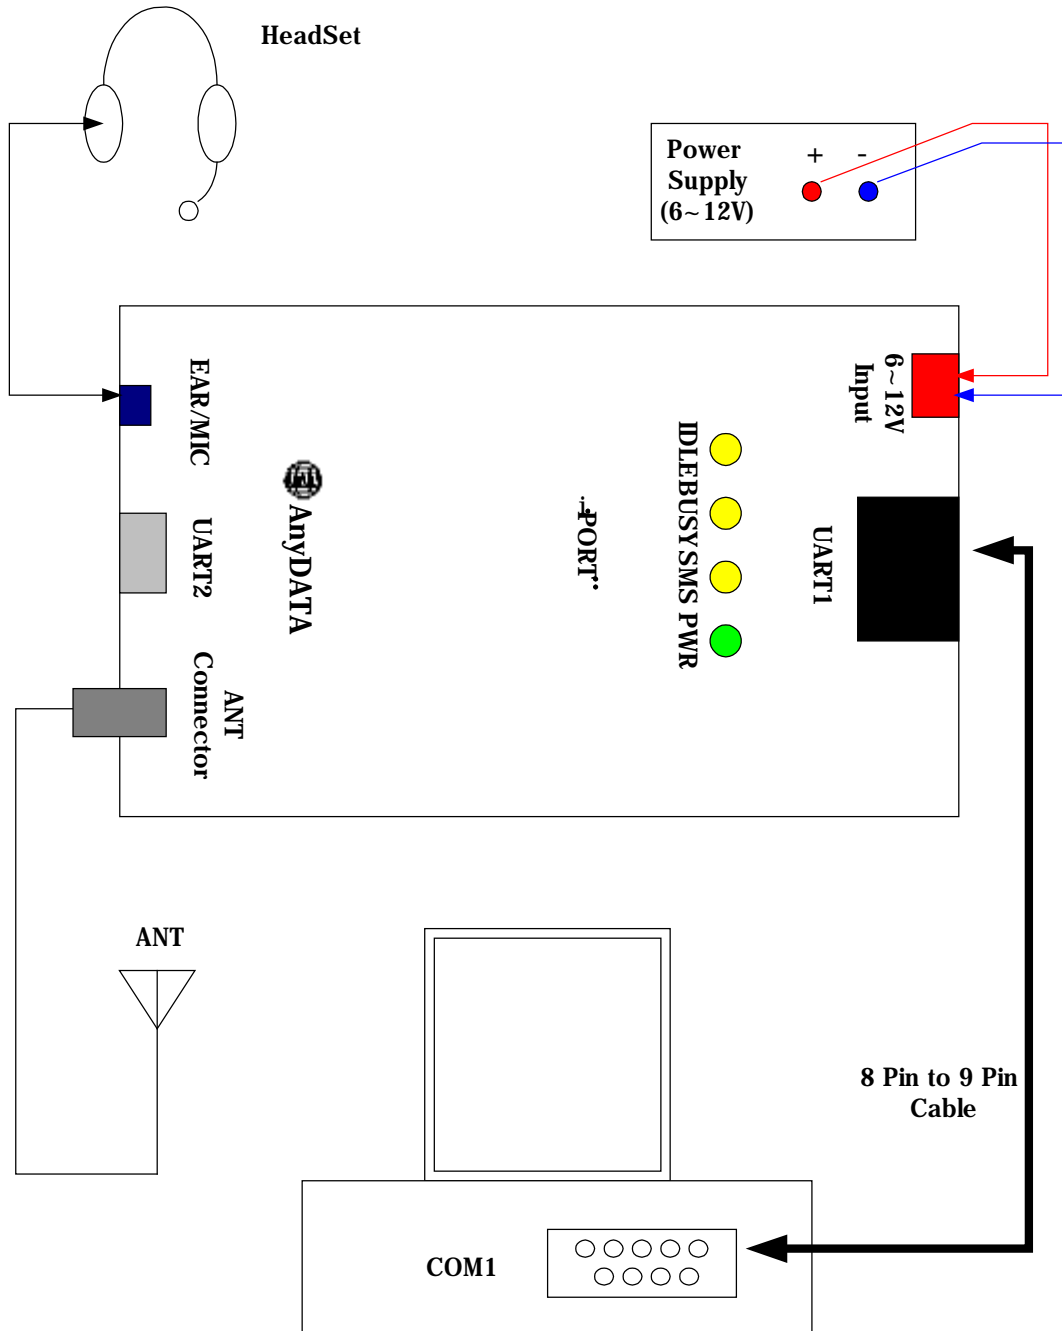 HeadSet
Power
Supply
(6~12V)
+ -
EAR/MIC
6~12V
Input
IDLE
BUSY
SMS
PWR
UART2
AnyDATA
PORT
UART1
ANT
Connector
ANT
8 Pin to 9 Pin
Cable
COM1